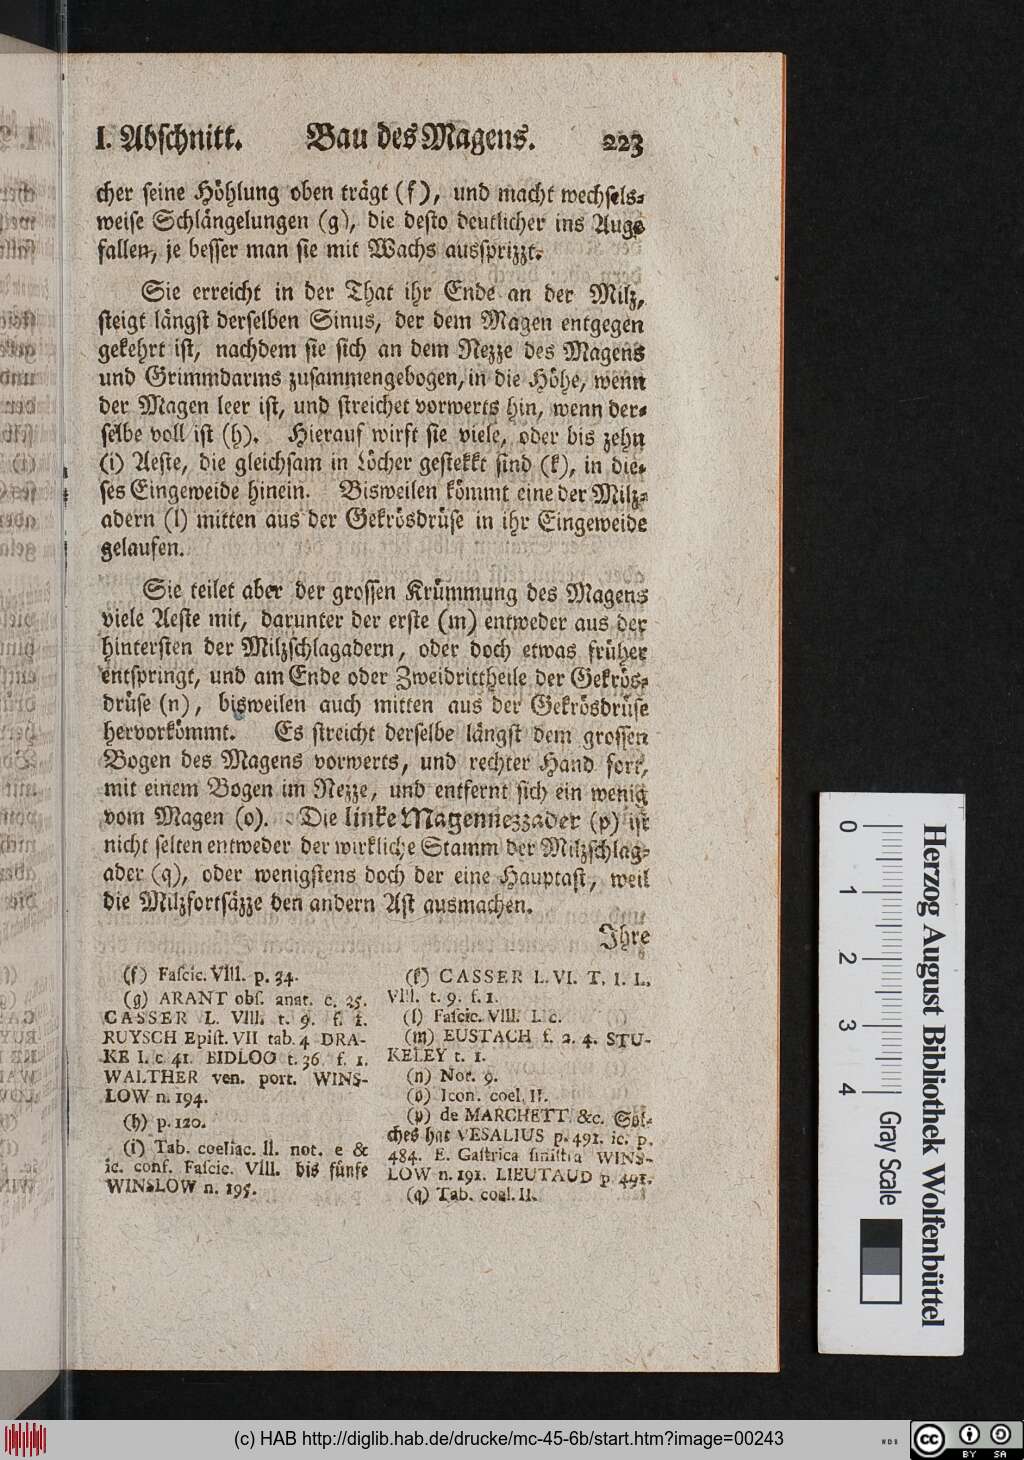 I. Abschnitt. Bau des Magens. 223
cher seine Höhlung oben trägt (f), und macht wechsels-
weise Schlängelungen (g), die desto deutlicher ins Auge
fallen, je besser man sie mit Wachs aussprizzt.
Sie erreicht in der That ihr Ende an der Milz,
steigt längst derselben Sinus, der dem Magen entgegen
gekehrt ist, nachdem sie sich an dem Nezze des Magens
und Grimmdarms zusammengebogen, in die Höhe, wenn
der Magen leer ist, und streichet vorwerts hin, wenn der-
selbe voll ist (h). Hierauf wirft sie viele, oder bis zehn
(i) Aeste, die gleichsam in Löcher gestekkt sind (k), in die-
ses Eingeweide hinein. Bisweilen kömmt eine der Milz-
adern (l) mitten aus der Gekrösdrüse in ihr Eingeweide
gelaufen.
Sie teilet aber der grossen Krümmung des Magens
viele Aeste mit, darunter der erste (m) entweder aus der
hintersten der Milzschlagadern, oder doch etwas früher
entspringt, und am Ende oder Zweidrittheile der Gekrös-
drüse (n), bisweilen auch mitten aus der Gekrösdrüse
hervorkömmt. Es streicht derselbe längst dem grossen
Bogen des Magens vorwerts, und rechter Hand fort,
mit einem Bogen im Nezze, und entfernt sich ein wenig
vom Magen (o). Die linke Magennezzader (p) ist
nicht selten entweder der wirkliche Stamm der Milzschlag-
ader (q), oder wenigstens doch der eine Hauptast, weil
die Milzfortsäzze den andern Ast ausmachen.
Ihre
(f) Fascic. VIII. p. 34.
(g) ARANT obs. anat. c. 25.
CASSER L. VIII. t. 9. f. 1.
RUYSCH Epist. VII tab. 4 DRA-
KE I. c 41. BIDLOO t. 36. f. 1.
WALTHER ven. port. WINS-
LOW n. 194.
(h) p. 120.
(i) Tab. coeliac. II. not. e &
ic. conf. Fascic. VIII. bis fünfe
WINSLOW n. 195.
(k) CASSER L. VI. T. I. L.
VIII. t. 9. f. 1.
(l) Fascic. VIII. I. c.
(m) EUSTACH f. 2. 4. STU-
KELEY t. 1.
(n) Not. 9.
(o) Icon. coel. II.
(p) de MARCHETT. &c. Sol-
ches hat VESALIUS p. 491. ic. p.
484. E. Gastrica sinistra WINS-
LOW n. 191. LIEUTAUD p 491.
(q) Tab. coel. II.
0 1 2 3 4
Gray Scale
Herzog August Bibliothek Wolfenbüttel
(c) HAB http://diglib.hab.de/drucke/mc-45-6b/start.htm?image=00243
WDB
cc BY SA